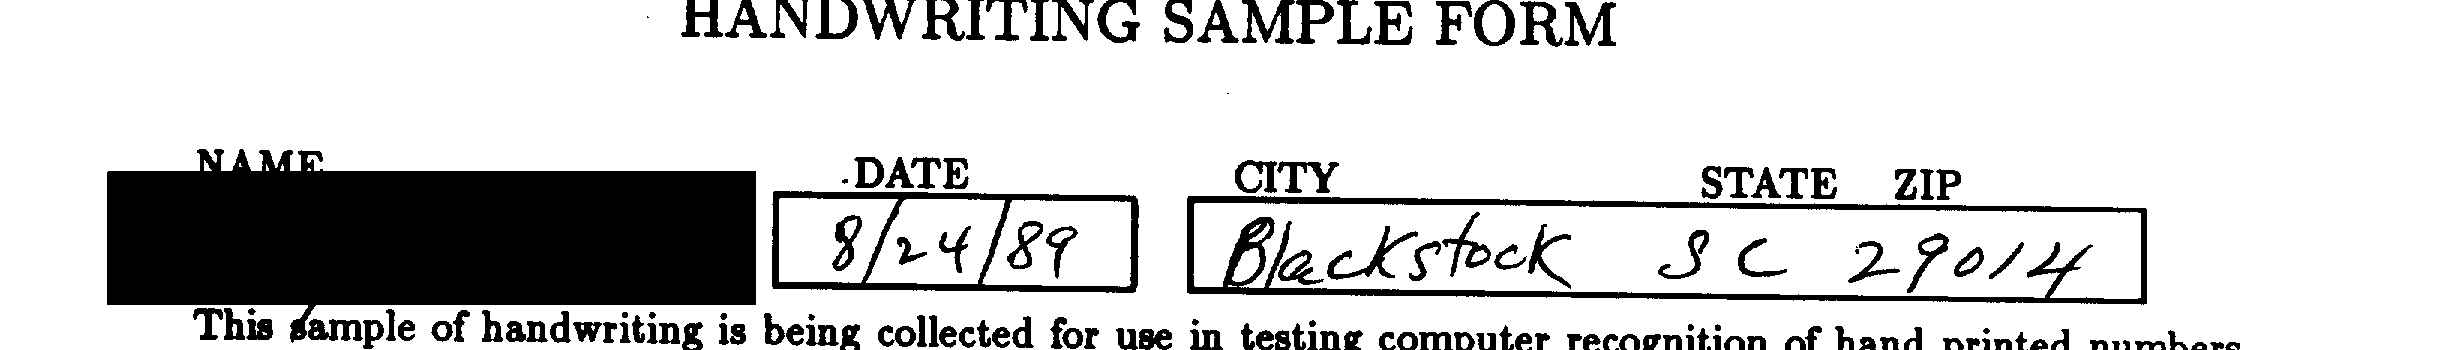 HANDWRITING SAMPLE FORM
NAME DATE CITY STATE ZIP
8/24/89 Blackstock SC 29014
This sample of handwriting is being collected for use in testing computer recognition of hand printed numbers